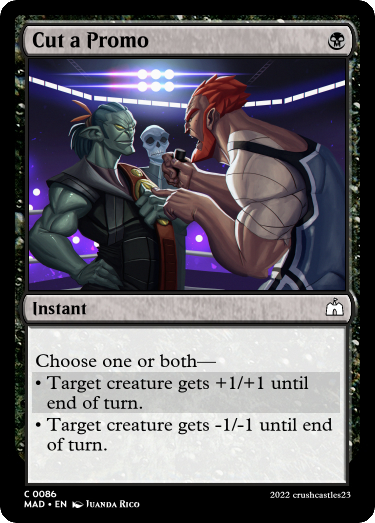 Cut a Promo
Instant
Choose one or both—
• Target creature gets +1/+1 until
end of turn.
• Target creature gets -1/-1 until end
of turn.
C 0086
MAD • EN Juanda Rico
2022 crushcastles23